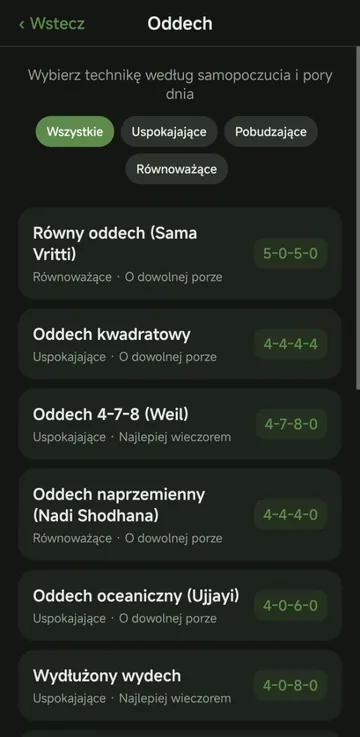 ‹ Wstecz
Oddech
Wybierz technikę według samopoczucia i pory
dnia
Wszystkie
Uspokajające
Pobudzające
Równoważące
Równy oddech (Sama
Vritti)
Równoważące · O dowolnej porze
5-0-5-0
Oddech kwadratowy
Uspokajające · O dowolnej porze
4-4-4-4
Oddech 4-7-8 (Weil)
Uspokajające · Najlepiej wieczorem
4-7-8-0
Oddech naprzemienny
(Nadi Shodhana)
Równoważące · O dowolnej porze
4-4-4-0
Oddech oceaniczny (Ujjayi)
Uspokajające · O dowolnej porze
4-0-6-0
Wydłużony wydech
Uspokajające · Najlepiej wieczorem
4-0-8-0